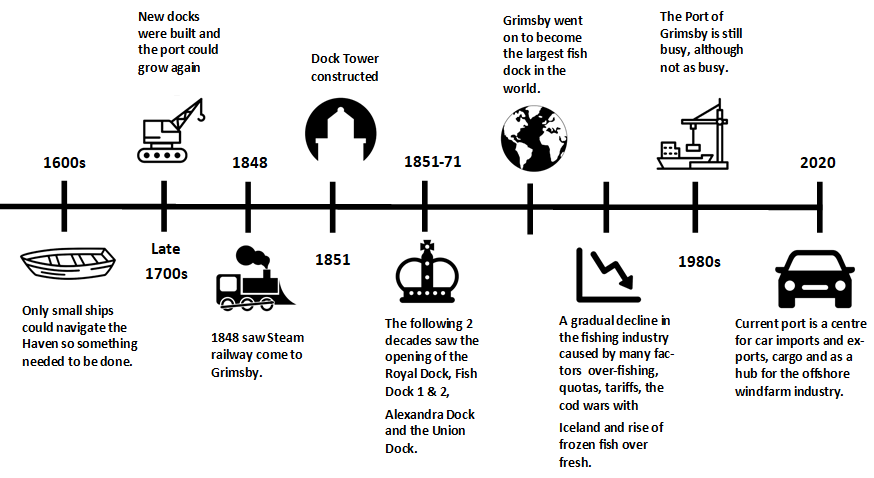 1600s
Only small ships
could navigate the
Haven so something
needed to be done.
New docks
were built and
the port could
grow again
Late
1700s
1848
1848 saw Steam
railway come to
Grimsby.
Dock Tower
constructed
1851
1851-71
The following 2
decades saw the
opening of the
Royal Dock, Fish
Dock 1 & 2,
Alexandra Dock
and the Union
Dock.
Grimsby went
on to become
the largest fish
dock in the
world.
A gradual decline in
the fishing industry
caused by many fac-
tors  over-fishing,
quotas, tariffs, the
cod wars with
Iceland and rise of
frozen fish over
fresh.
The Port of
Grimsby is still
busy, although
not as busy.
1980s
2020
Current port is a centre
for car imports and ex-
ports, cargo and as a
hub for the offshore
windfarm industry.